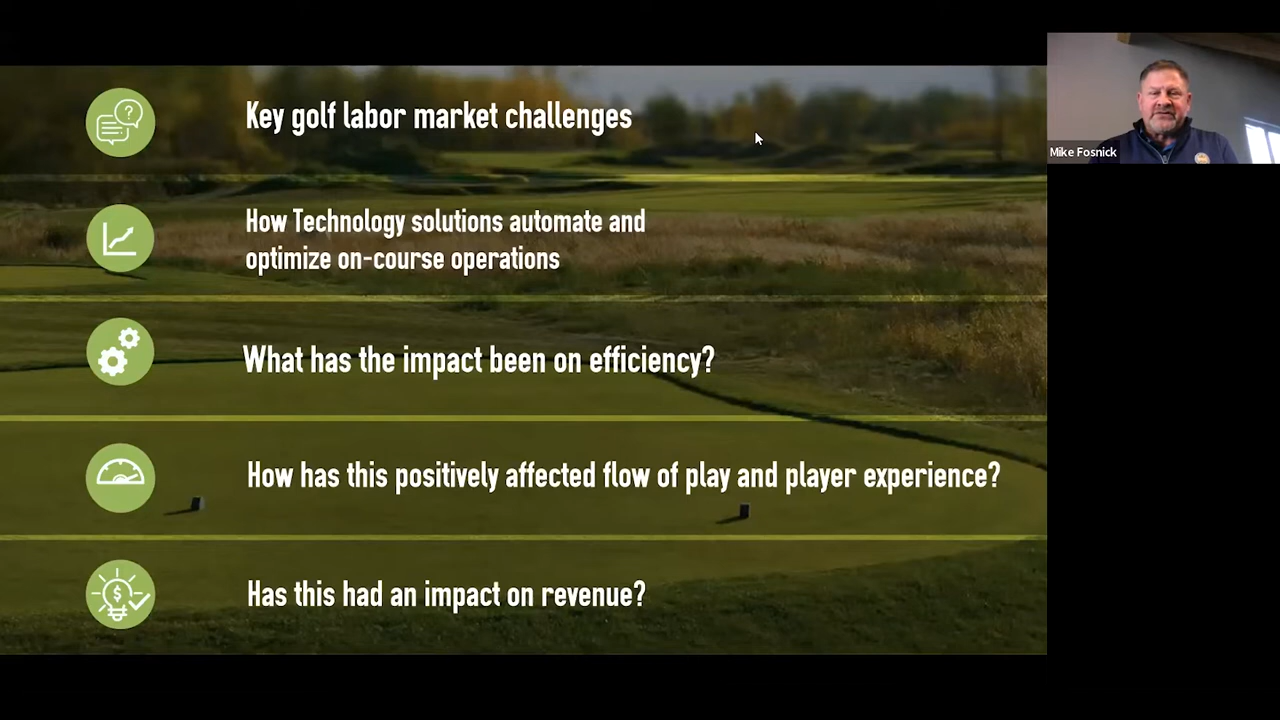 Key golf labor market challenges
How Technology solutions automate and
optimize on-course operations
What has the impact been on efficiency?
How has this positively affected flow of play and player experience?
Has this had an impact on revenue?
Mike Fosnick